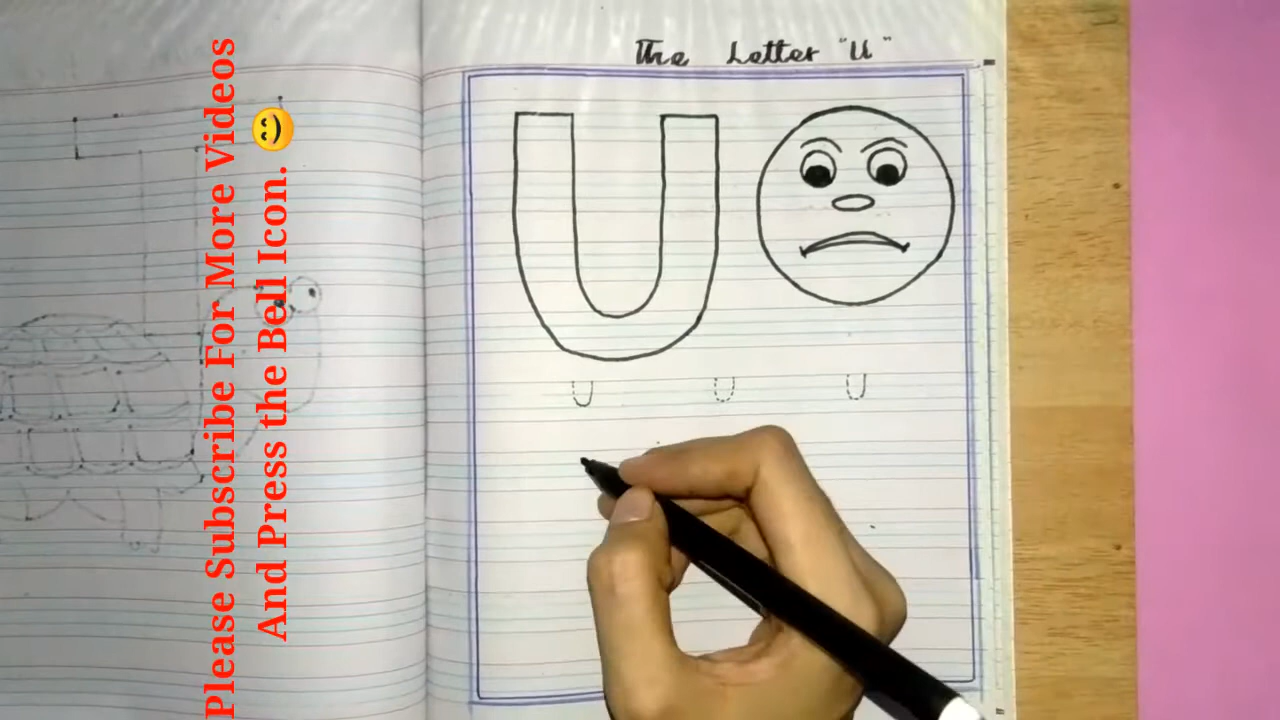 The Letter "U"
U
U U U
Please Subscribe For More Videos
And Press the Bell Icon. 😊